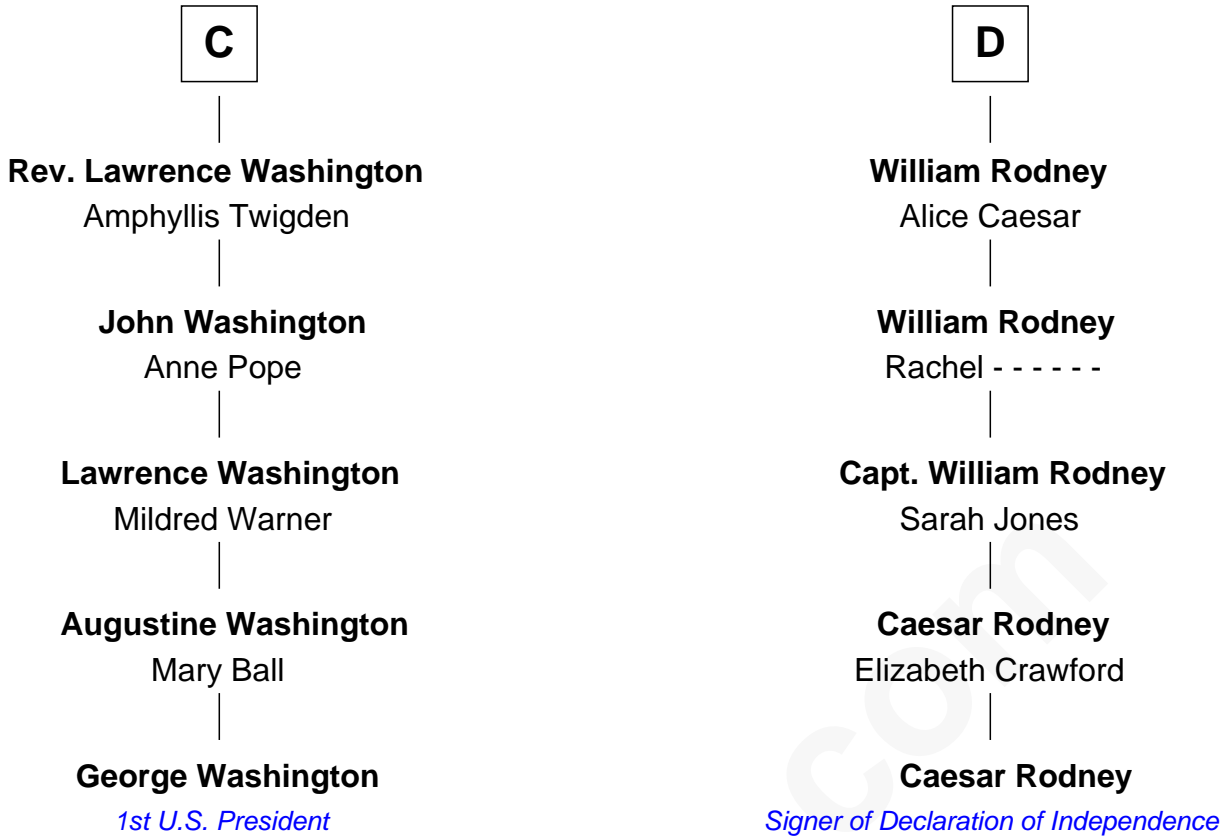 C
Rev. Lawrence Washington
Amphyllis Twigden
John Washington
Anne Pope
Lawrence Washington
Mildred Warner
Augustine Washington
Mary Ball
George Washington
1st U.S. President
D
William Rodney
Alice Caesar
William Rodney
Rachel - - - - - -
Capt. William Rodney
Sarah Jones
Caesar Rodney
Elizabeth Crawford
Caesar Rodney
Signer of Declaration of Independence
com